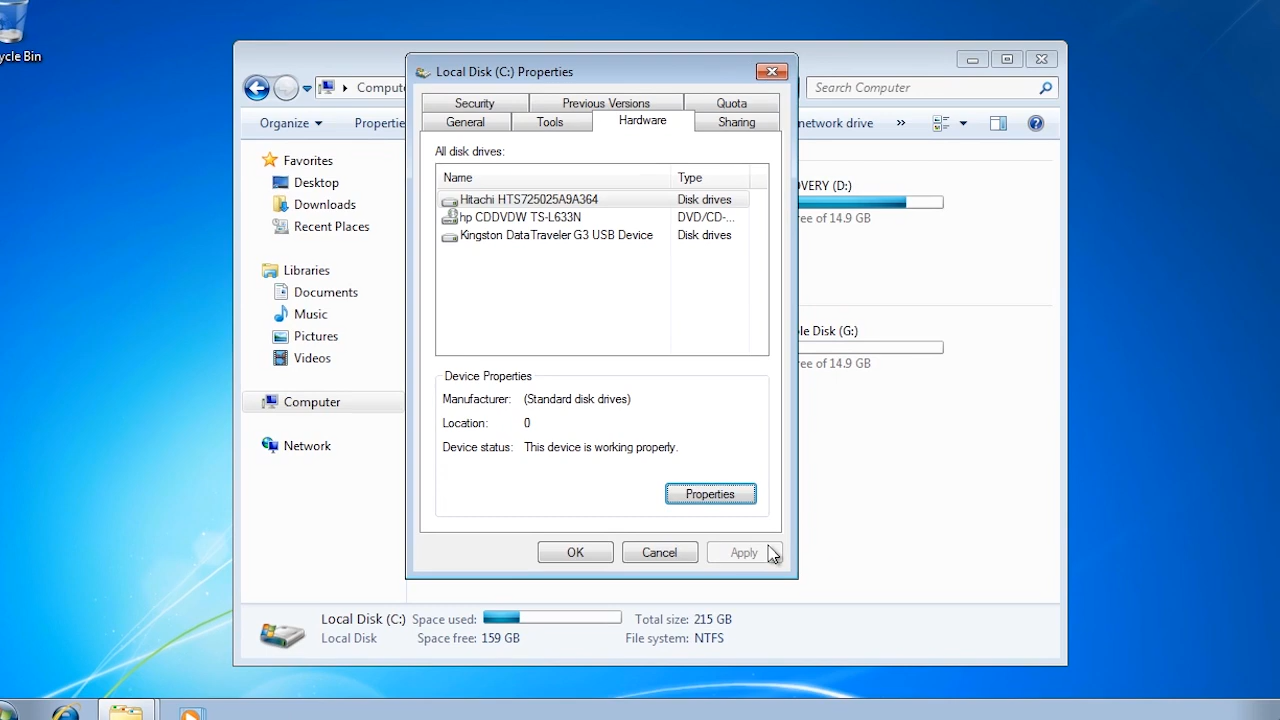 ycle Bin
Local Disk (C:) Properties
Compute
Search Computer
Organize
Propertie
network drive
»
Security
Previous Versions
Quota
General
Tools
Hardware
Sharing
All disk drives:
Name Type
Hitachi HTS725025A9A364 Disk drives
hp CDDVDW TS-L633N DVD/CD-...
Kingston DataTraveler G3 USB Device Disk drives
Device Properties
Manufacturer: (Standard disk drives)
Location: 0
Device status: This device is working properly.
Properties
OK
Cancel
Apply
Favorites
Desktop
Downloads
Recent Places
Libraries
Documents
Music
Pictures
Videos
Computer
Network
VERY (D:)
ree of 14.9 GB
le Disk (G:)
ree of 14.9 GB
Local Disk (C:) Space used: Total size: 215 GB
Local Disk Space free: 159 GB File system: NTFS